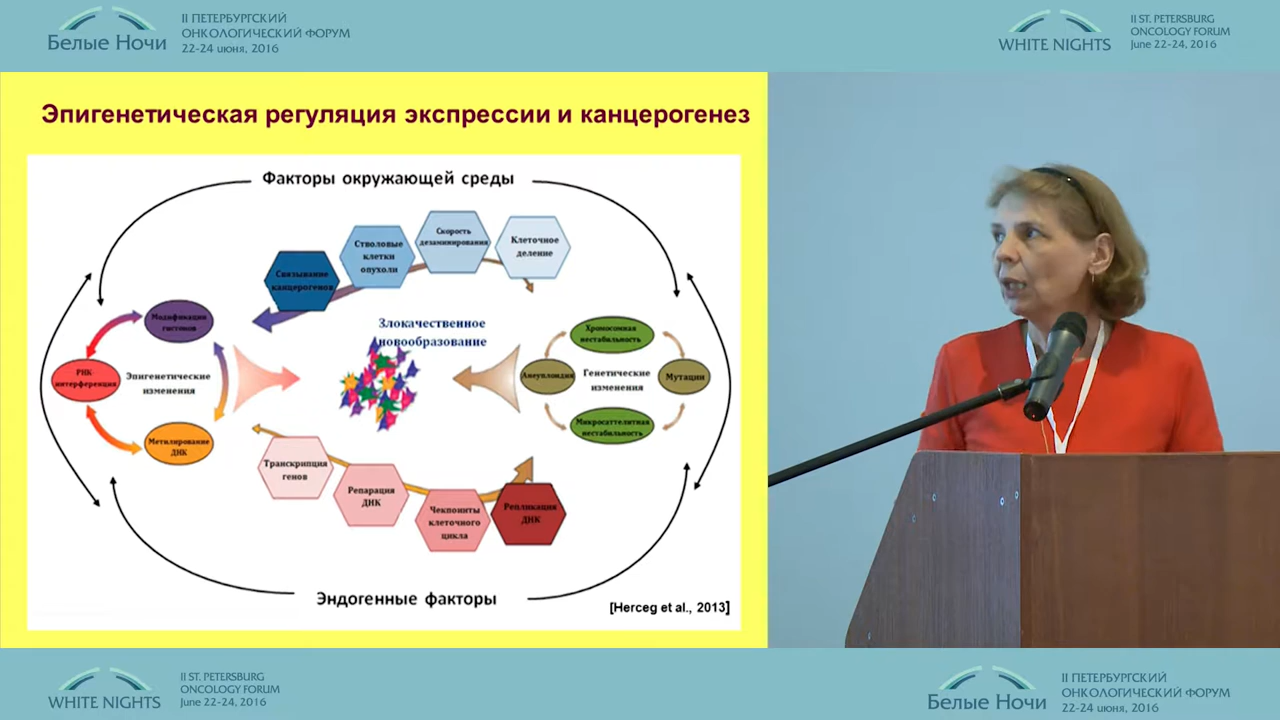 Белые Ночи
II ПЕТЕРБУРГСКИЙ
ОНКОЛОГИЧЕСКИЙ ФОРУМ
22-24 июня, 2016
WHITE NIGHTS
II ST. PETERSBURG
ONCOLOGY FORUM
June 22-24, 2016
Эпигенетическая регуляция экспрессии и канцерогенез
Факторы окружающей среды
Связывание
канцерогенов
Стволовые
клетки
опухоли
Скорость
дезаминирования
Клеточное
деление
Модификация
гистонов
РНК-
интерференция
Эпигенетические
изменения
Метилирование
ДНК
Злокачественное
новообразование
Хромосомная
нестабильность
Анеуплоидия
Генетические
изменения
Мутации
Микросателлитная
нестабильность
Транскрипция
генов
Репарация
ДНК
Чекпоинты
клеточного
цикла
Репликация
ДНК
Эндогенные факторы
[Herceg et al., 2013]
WHITE NIGHTS
II ST. PETERSBURG
ONCOLOGY FORUM
June 22-24, 2016
Белые Ночи
II ПЕТЕРБУРГСКИЙ
ОНКОЛОГИЧЕСКИЙ ФОРУМ
22-24 июня, 2016